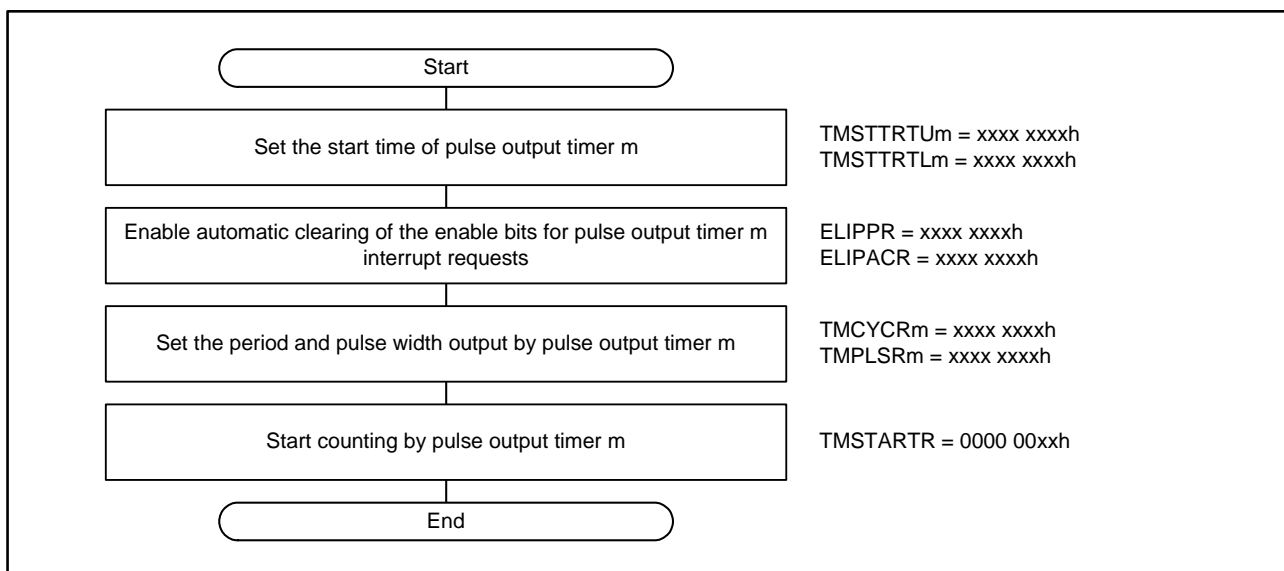 Start
Set the start time of pulse output timer m
TMSTTRTUm = xxxx xxxxh
TMSTTRTLm = xxxx xxxxh
Enable automatic clearing of the enable bits for pulse output timer m
interrupt requests
ELIPPR = xxxx xxxxh
ELIPACR = xxxx xxxxh
Set the period and pulse width output by pulse output timer m
TMCYCRm = xxxx xxxxh
TMPLSRm = xxxx xxxxh
Start counting by pulse output timer m
TMSTARTR = 0000 00xxh
End